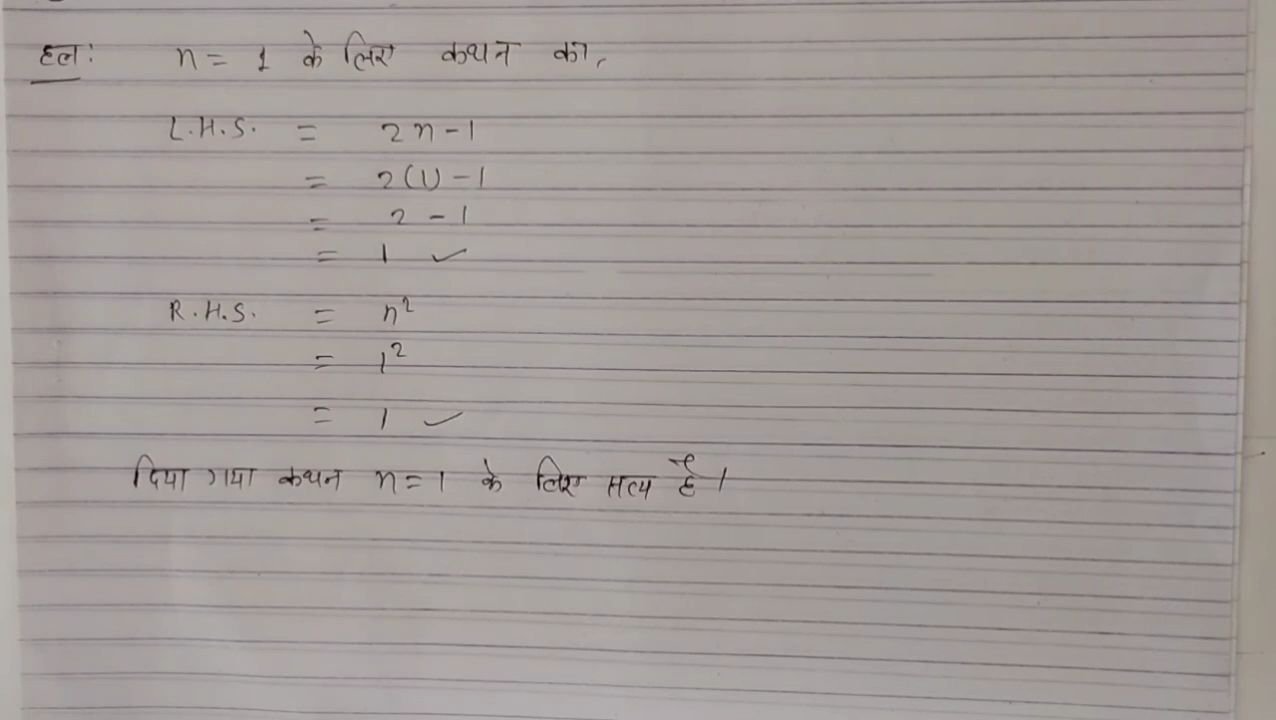 हल: n = 1 के लिए कथन का,
L.H.S. = 2n - 1
= 2(1) - 1
= 2 - 1
= 1 ✓
R.H.S. = n²
= 1²
= 1 ✓
दिया गया कथन n = 1 के लिए सत्य है।